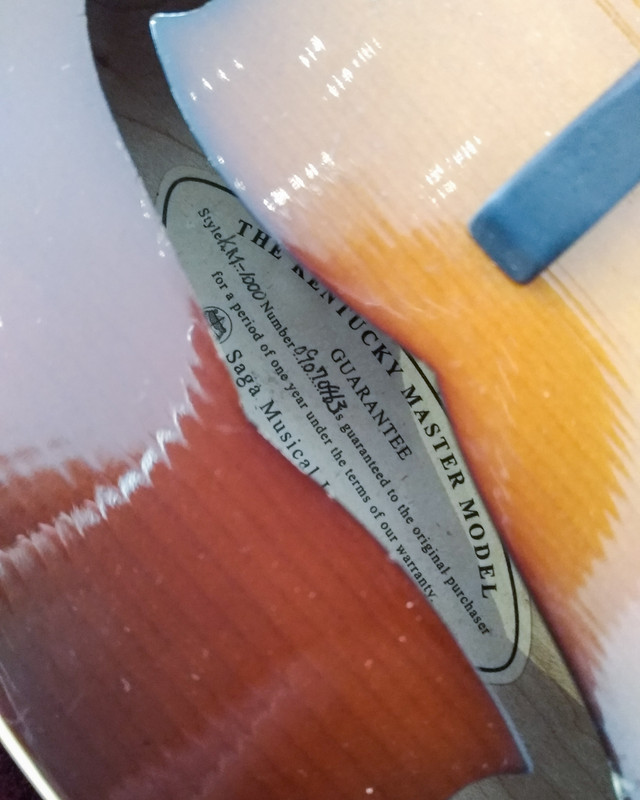 THE KENTUCKY MASTER MODEL
GUARANTEE
Style KM-1000 Number is guaranteed to the original purchaser
for a period of one year under the terms of our warranty.
Saga Musical